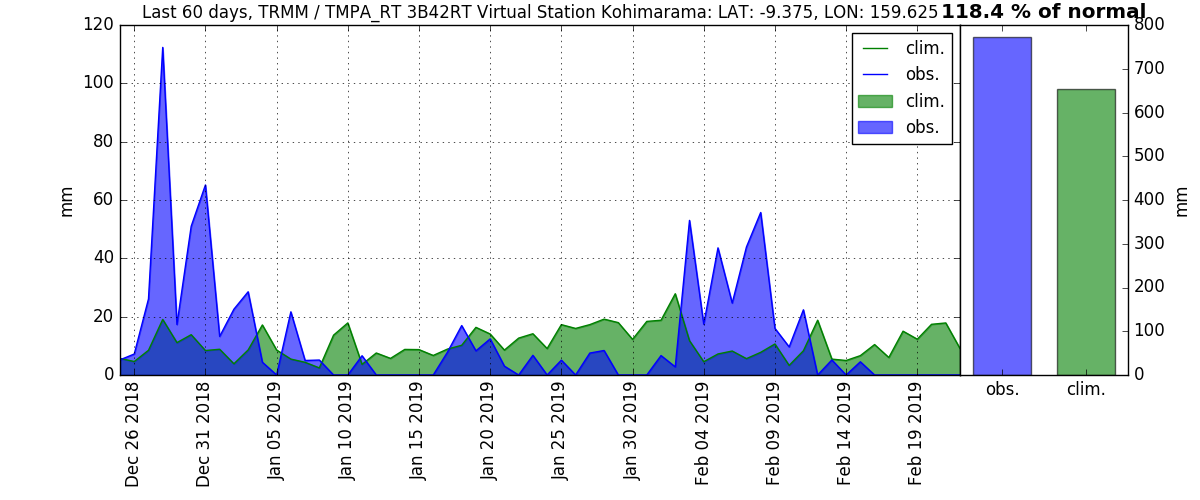 Last 60 days, TRMM / TMPA_RT 3B42RT Virtual Station Kohimarama: LAT: -9.375, LON: 159.625
118.4 % of normal
120
100
80
60
40
20
0
mm
clim.
obs.
clim.
obs.
800
700
600
500
400
300
200
100
0
mm
Dec 26 2018
Dec 31 2018
Jan 05 2019
Jan 10 2019
Jan 15 2019
Jan 20 2019
Jan 25 2019
Jan 30 2019
Feb 04 2019
Feb 09 2019
Feb 14 2019
Feb 19 2019
obs.
clim.